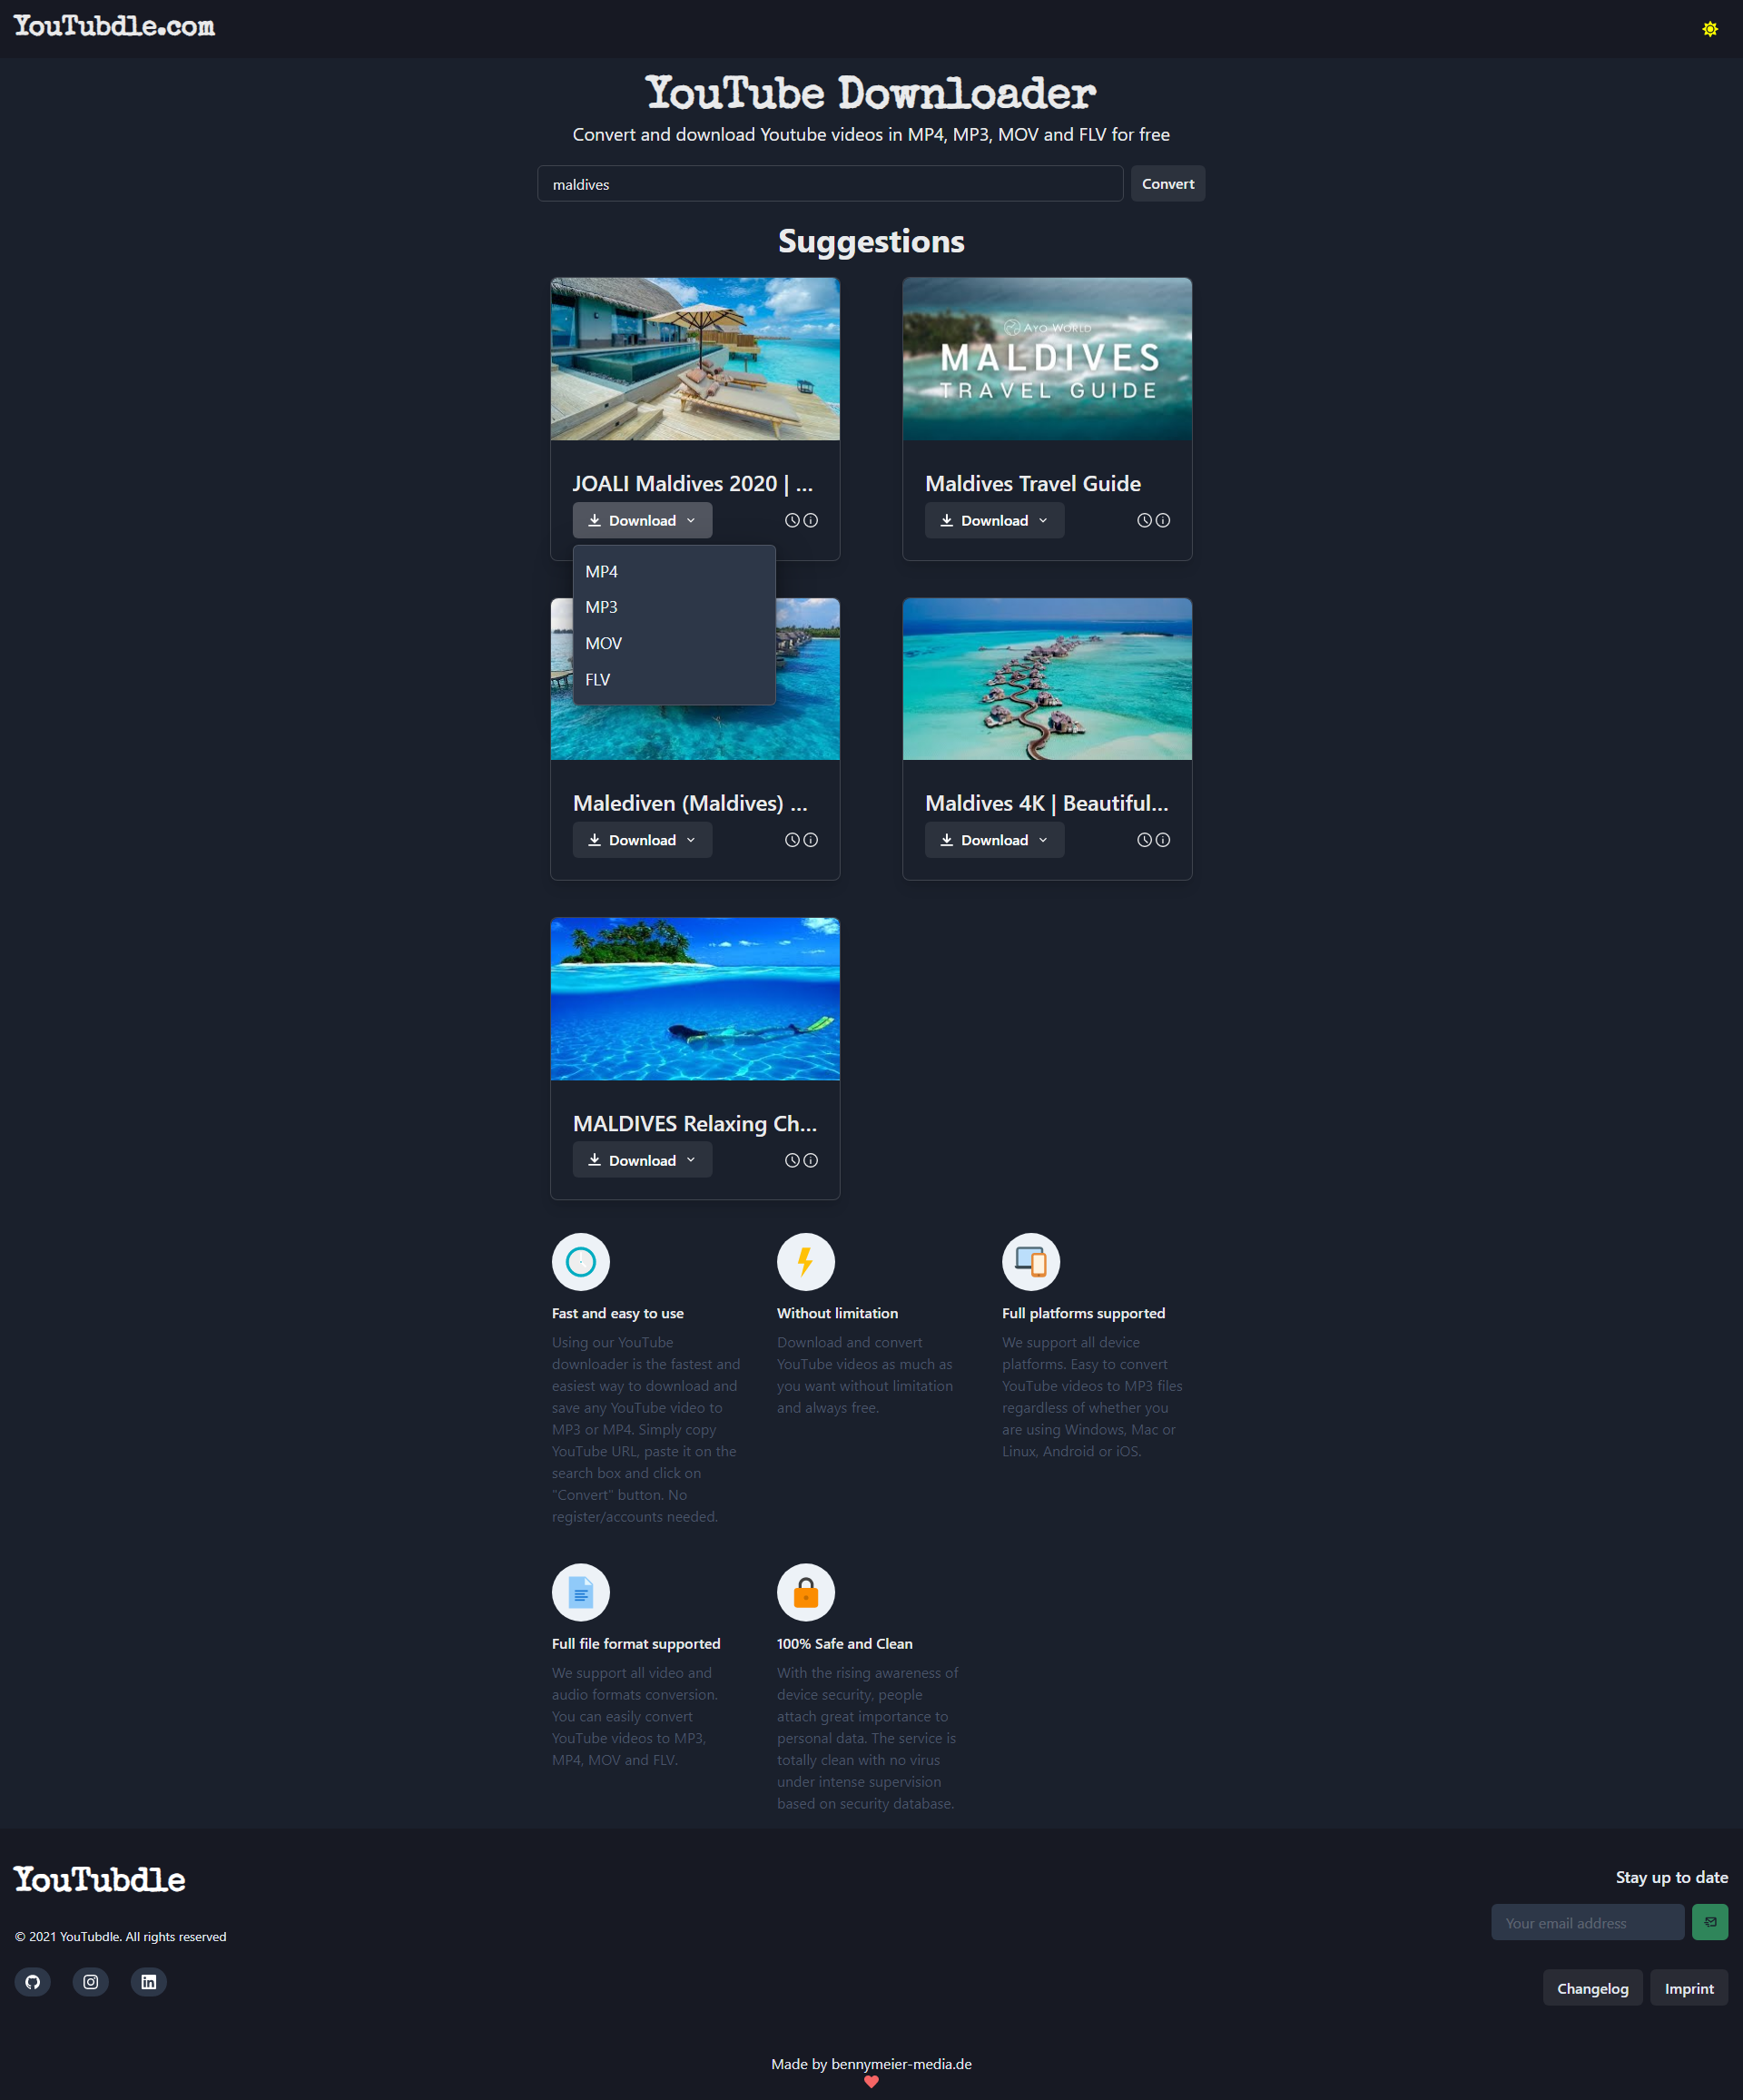 YouTubdle.com
YouTube Downloader
Convert and download Youtube videos in MP4, MP3, MOV and FLV for free
maldives
Convert
Suggestions
AYO WORLD
MALDIVES
TRAVEL GUIDE
JOALI Maldives 2020 | ...
Download
MP4
MP3
MOV
FLV
Maldives Travel Guide
Download
Malediven (Maldives) ...
Download
Maldives 4K | Beautiful...
Download
MALDIVES Relaxing Ch...
Download
Fast and easy to use
Using our YouTube
downloader is the fastest and
easiest way to download and
save any YouTube video to
MP3 or MP4. Simply copy
YouTube URL, paste it on the
search box and click on
"Convert" button. No
register/accounts needed.
Without limitation
Download and convert
YouTube videos as much as
you want without limitation
and always free.
Full platforms supported
We support all device
platforms. Easy to convert
YouTube videos to MP3 files
regardless of whether you
are using Windows, Mac or
Linux, Android or iOS.
Full file format supported
We support all video and
audio formats conversion.
You can easily convert
YouTube videos to MP3,
MP4, MOV and FLV.
100% Safe and Clean
With the rising awareness of
device security, people
attach great importance to
personal data. The service is
totally clean with no virus
under intense supervision
based on security database.
YouTubdle
© 2021 YouTubdle. All rights reserved
Stay up to date
Your email address
Changelog
Imprint
Made by bennymeier-media.de